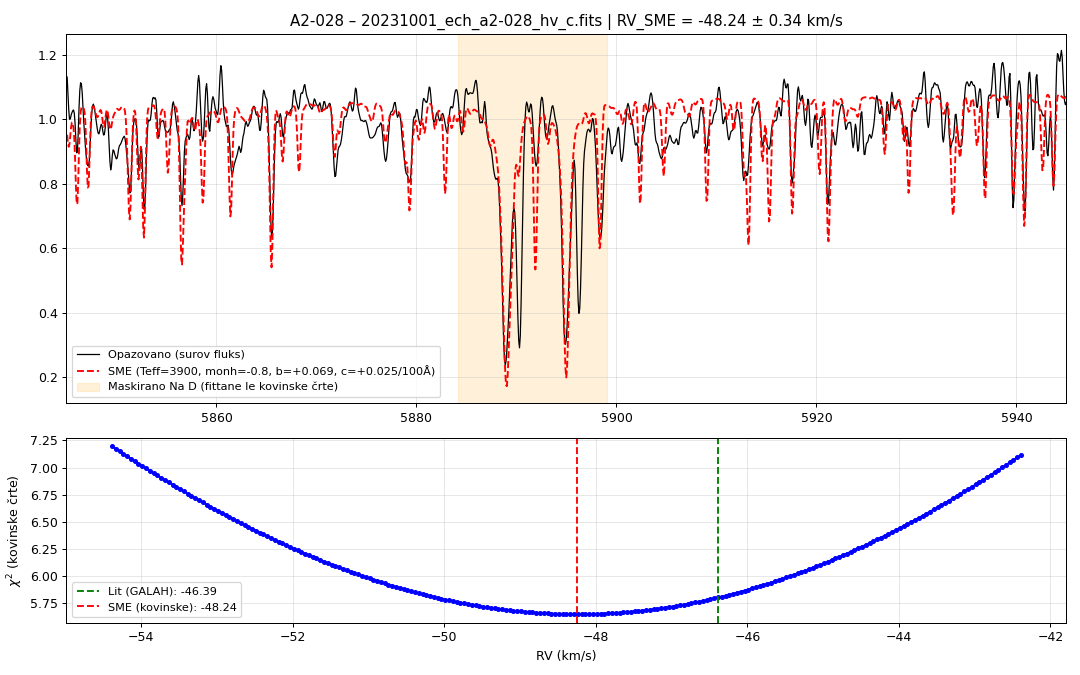 A2-028 – 20231001_ech_a2-028_hv_c.fits | RV_SME = -48.24 ± 0.34 km/s
1.2
1.0
0.8
0.6
0.4
0.2
Opazovano (surov fluks)
SME (Teff=3900, monh=-0.8, b=+0.069, c=+0.025/100Å)
Maskirano Na D (fittane le kovinske črte)
5860 5880 5900 5920 5940
7.25
7.00
6.75
6.50
6.25
6.00
5.75
χ² (kovinske črte)
Lit (GALAH): -46.39
SME (kovinske): -48.24
−54 −52 −50 −48 −46 −44 −42
RV (km/s)